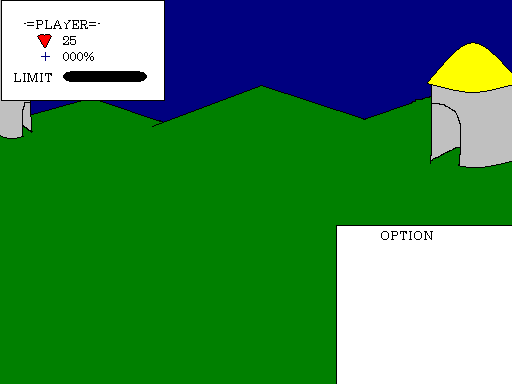 -=PLAYER=-
25
+ 000%
LIMIT
OPTION